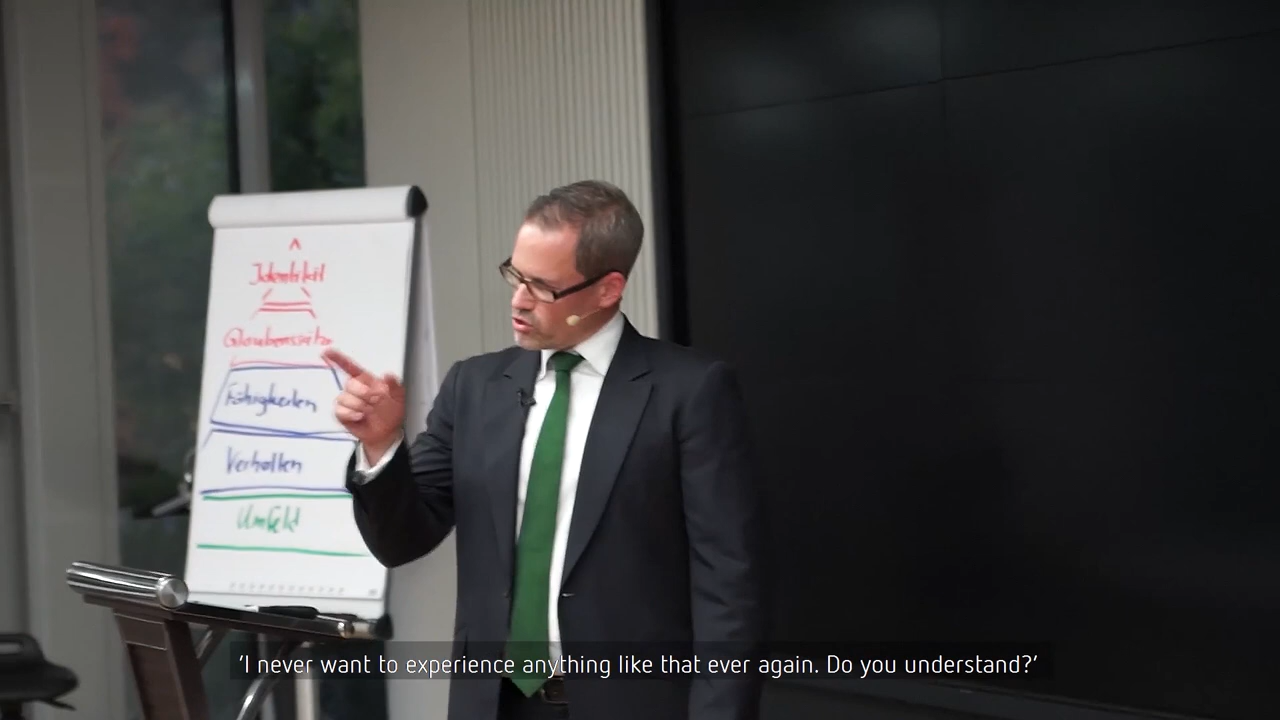 Identität
Glaubenssätze
Fähigkeiten
Verhalten
Umfeld
'I never want to experience anything like that ever again. Do you understand?'